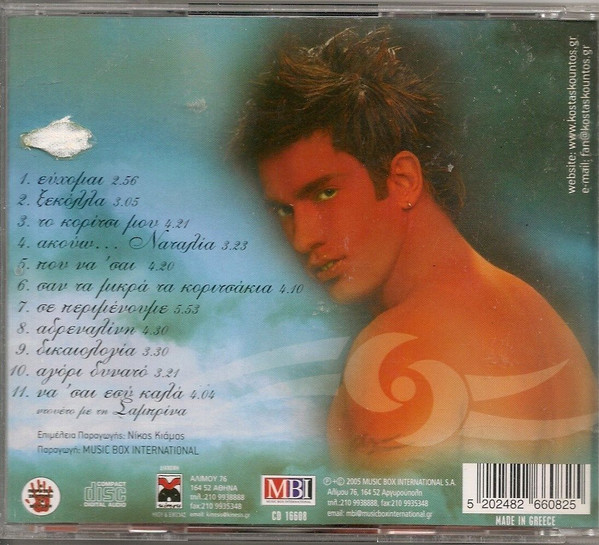 website: www.kostaskountos.gr
e-mail: fan@kostaskountos.gr
1. εύχομαι 2.56
2. ξεκόλλα 3.05
3. το κορίτσι μου 4.21
4. ακούω... Ναταλία 3.23
5. που να 'σαι 4.20
6. σαν τα μικρά τα κοριτσάκια 4.10
7. σε περιμένουμε 5.53
8. αδρεναλίνη 4.30
9. δικαιολογία 3.30
10. αγόρι δυνατό 3.21
11. να 'σαι εσύ καλά 4.04
ντουέτο με τη Σαμπρίνα
Επιμέλεια Παραγωγής: Νίκος Κιάμος
Παραγωγή: MUSIC BOX INTERNATIONAL
COMPACT
disc
DIGITAL AUDIO
ΑΛΙΜΟΥ 76
164 52 ΑΘΗΝΑ
τηλ:210 9938888
fax:210 9935348
MBI
MUSIC BOX INTERNATIONAL
CD 16608
℗+© 2005 MUSIC BOX INTERNATIONAL S.A.
Αλίμου 76, 164 52 Αργυρούπολη
τηλ.:210 9938888
fax:210 9935348
email: mbi@musicboxinternational.gr
5 202482 660825
MADE IN GREECE